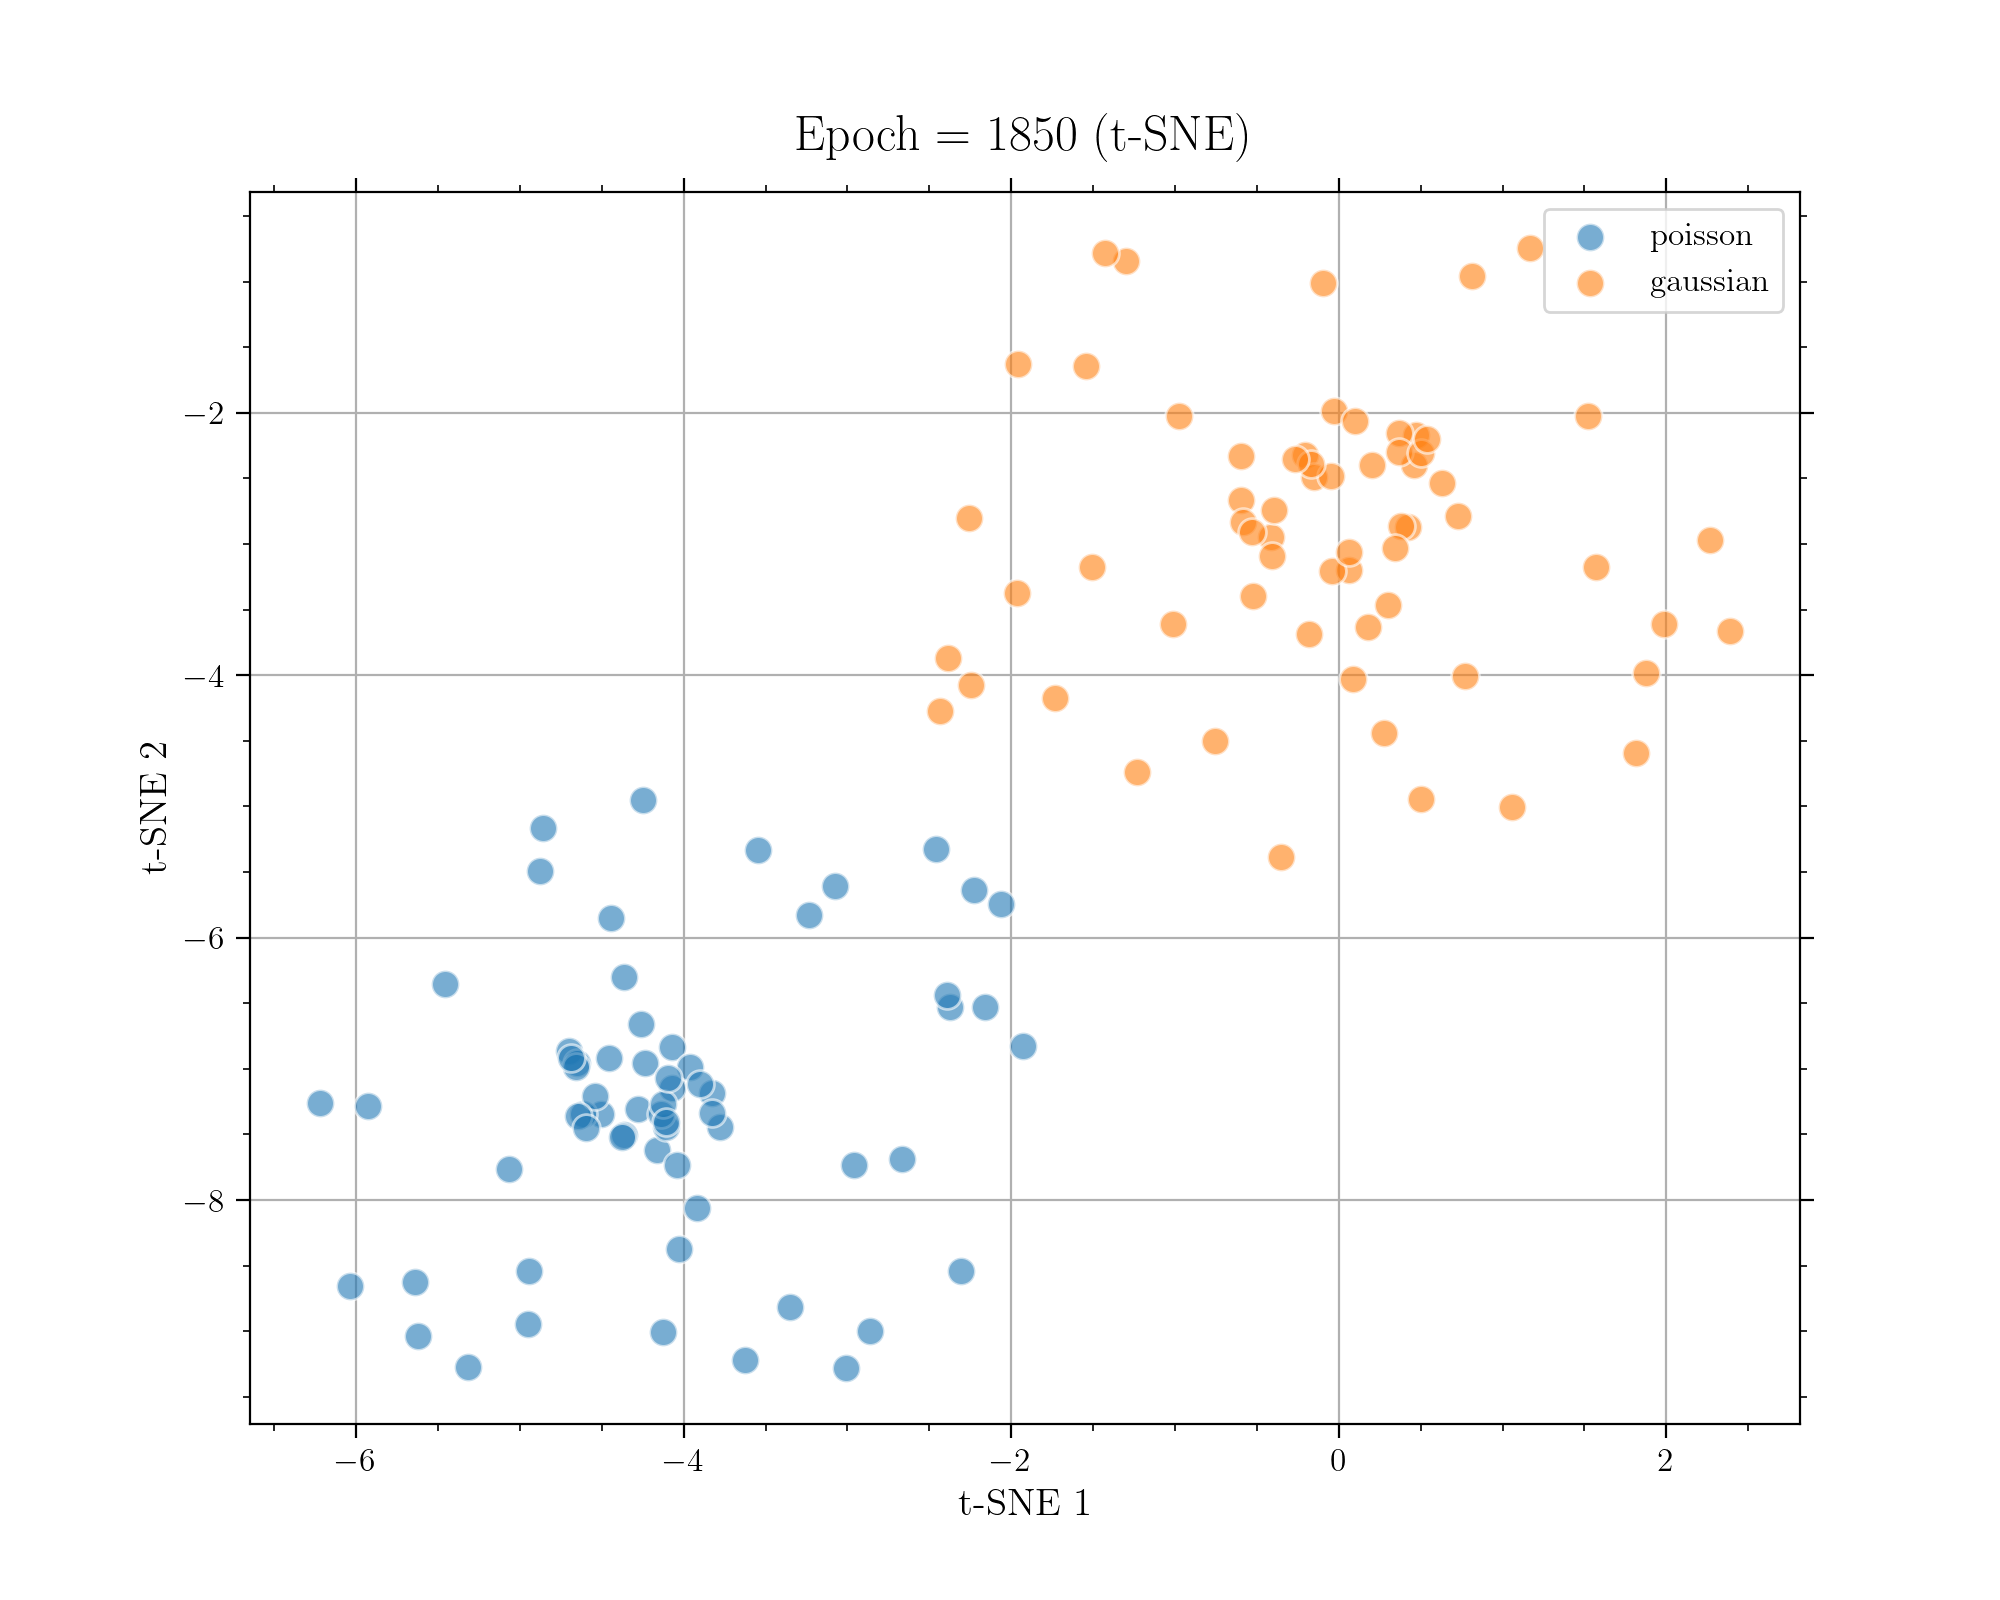 Epoch = 1850 (t-SNE)
poisson
gaussian
−2
−4
−6
−8
t-SNE 2
−6
−4
−2
0
2
t-SNE 1